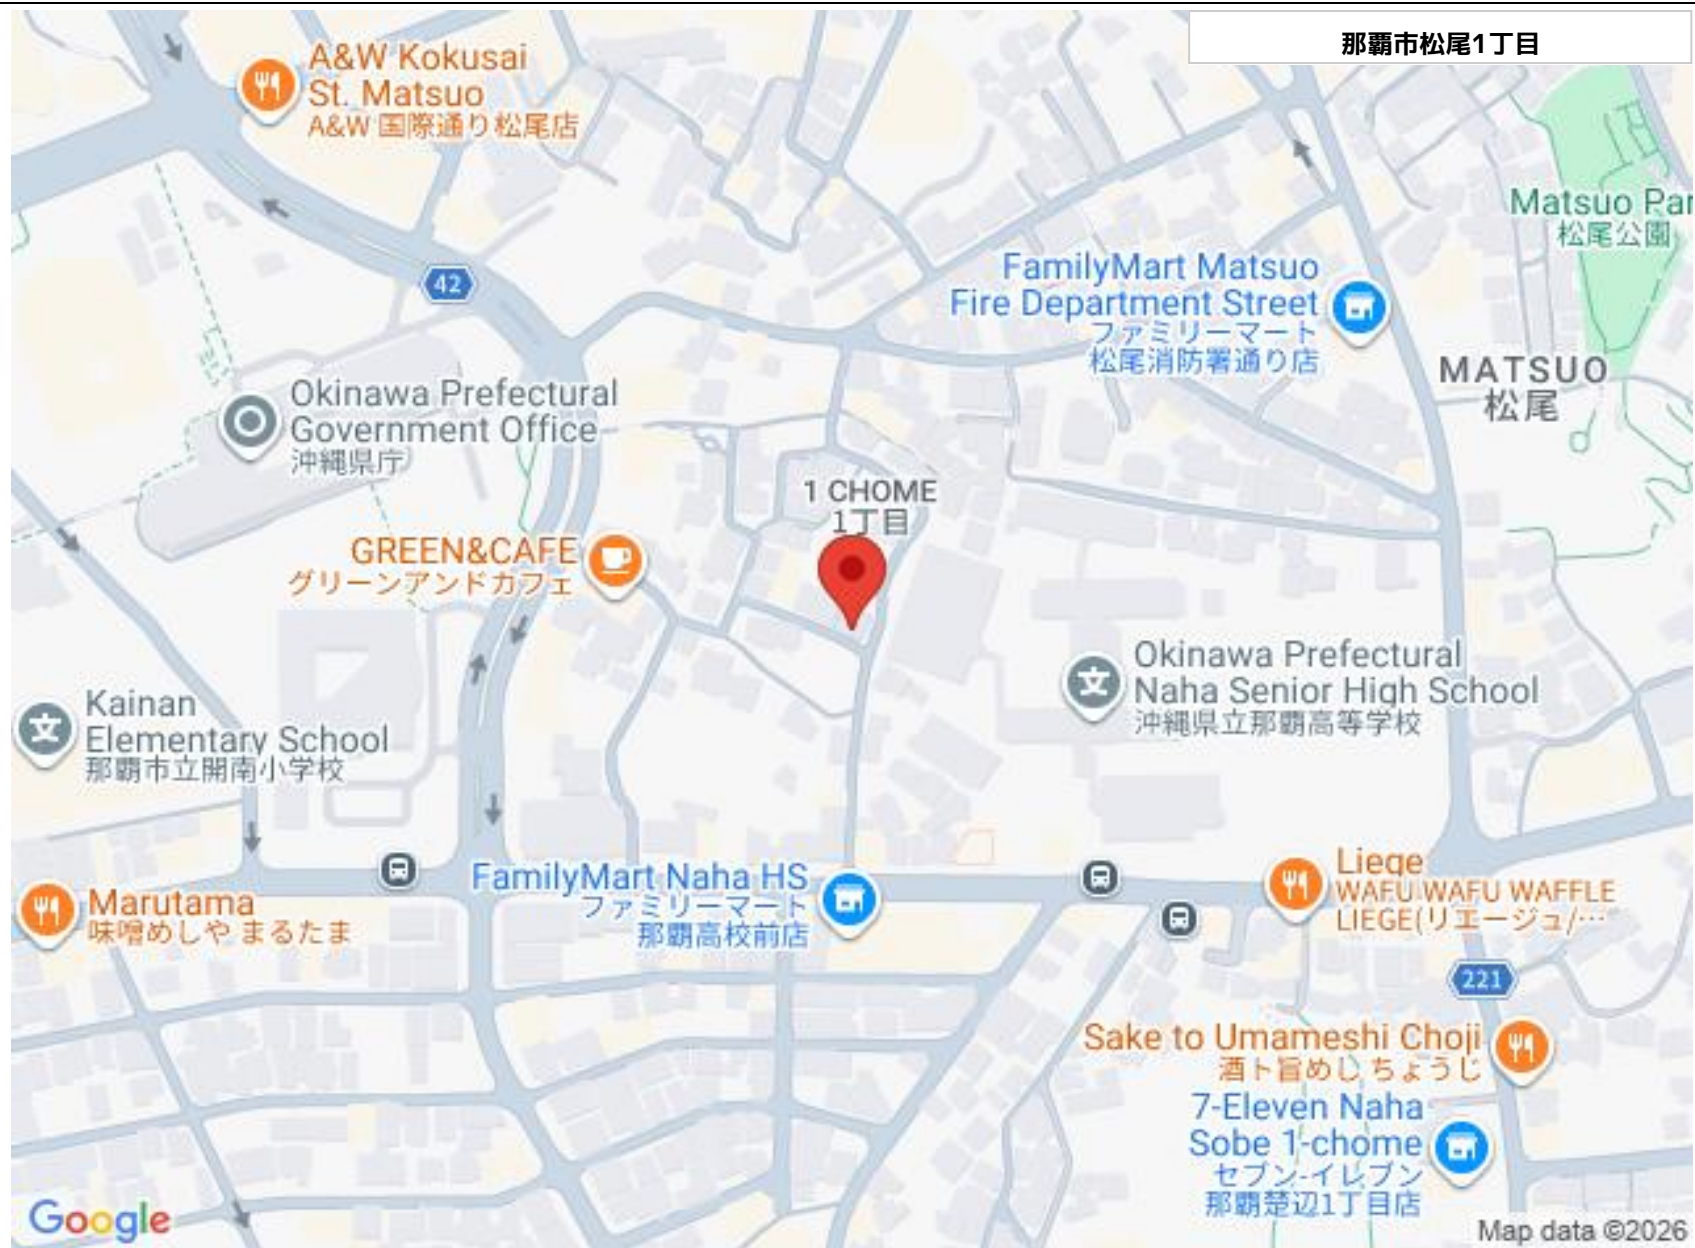 那覇市松尾1丁目
A&W Kokusai
St. Matsuo
A&W 国際通り松尾店
Matsuo Par
松尾公園
FamilyMart Matsuo
Fire Department Street
ファミリーマート
松尾消防署通り店
42
MATSUO
松尾
Okinawa Prefectural
Government Office
沖縄県庁
1 CHOME
1丁目
GREEN&CAFE
グリーンアンドカフェ
Okinawa Prefectural
Naha Senior High School
沖縄県立那覇高等学校
文
Kainan
Elementary School
那覇市立開南小学校
文
Liege
WAFU WAFU WAFFLE
LIEGE(リエージュ/…
FamilyMart Naha HS
ファミリーマート
那覇高校前店
Marutama
味噌めしや まるたま
221
Sake to Umameshi Choji
酒ト旨めし ちょうじ
7-Eleven Naha
Sobe 1-chome
セブン-イレブン
那覇楚辺1丁目店
Google
Map data ©2026